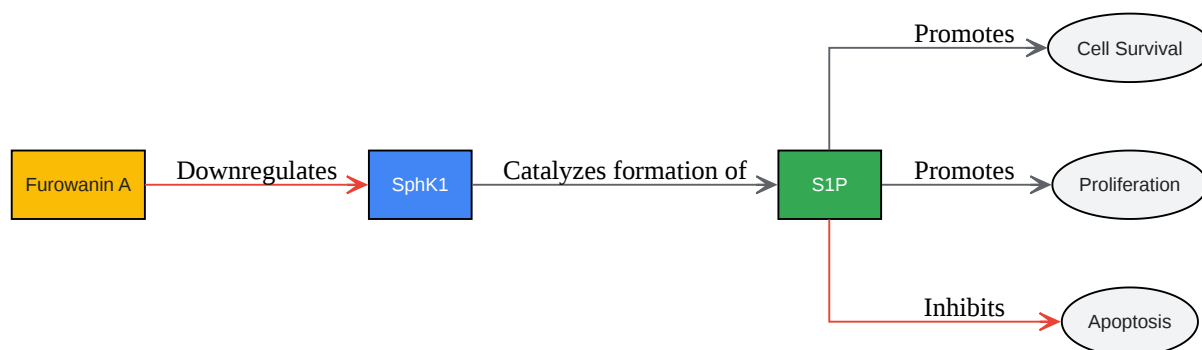 Promotes
Cell Survival
Furowanin A
Downregulates
SphK1
Catalyzes formation of
S1P
Promotes
Proliferation
Inhibits
Apoptosis